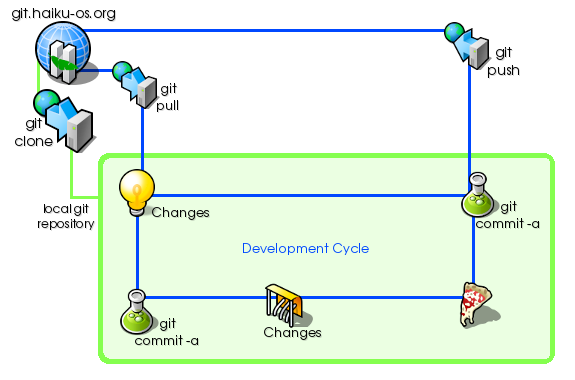 git.haiku-os.org
git
push
git
pull
git
clone
local git
repository
Changes
git
commit -a
Development Cycle
git
commit -a
Changes